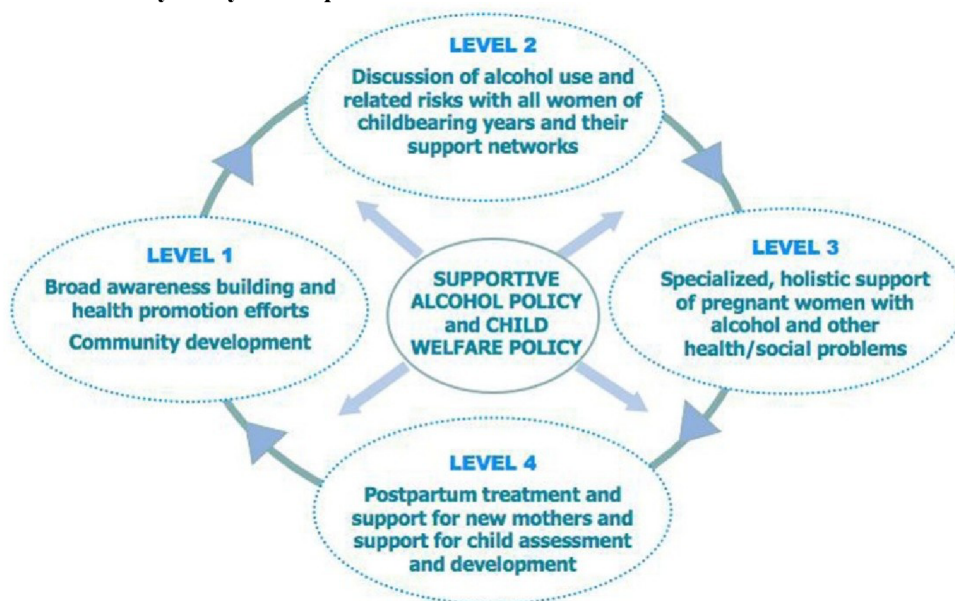 LEVEL 2
Discussion of alcohol use and
related risks with all women of
childbearing years and their
support networks
LEVEL 1
Broad awareness building and
health promotion efforts
Community development
SUPPORTIVE
ALCOHOL POLICY
and CHILD
WELFARE POLICY
LEVEL 3
Specialized, holistic support
of pregnant women with
alcohol and other
health/social problems
LEVEL 4
Postpartum treatment and
support for new mothers and
support for child assessment
and development